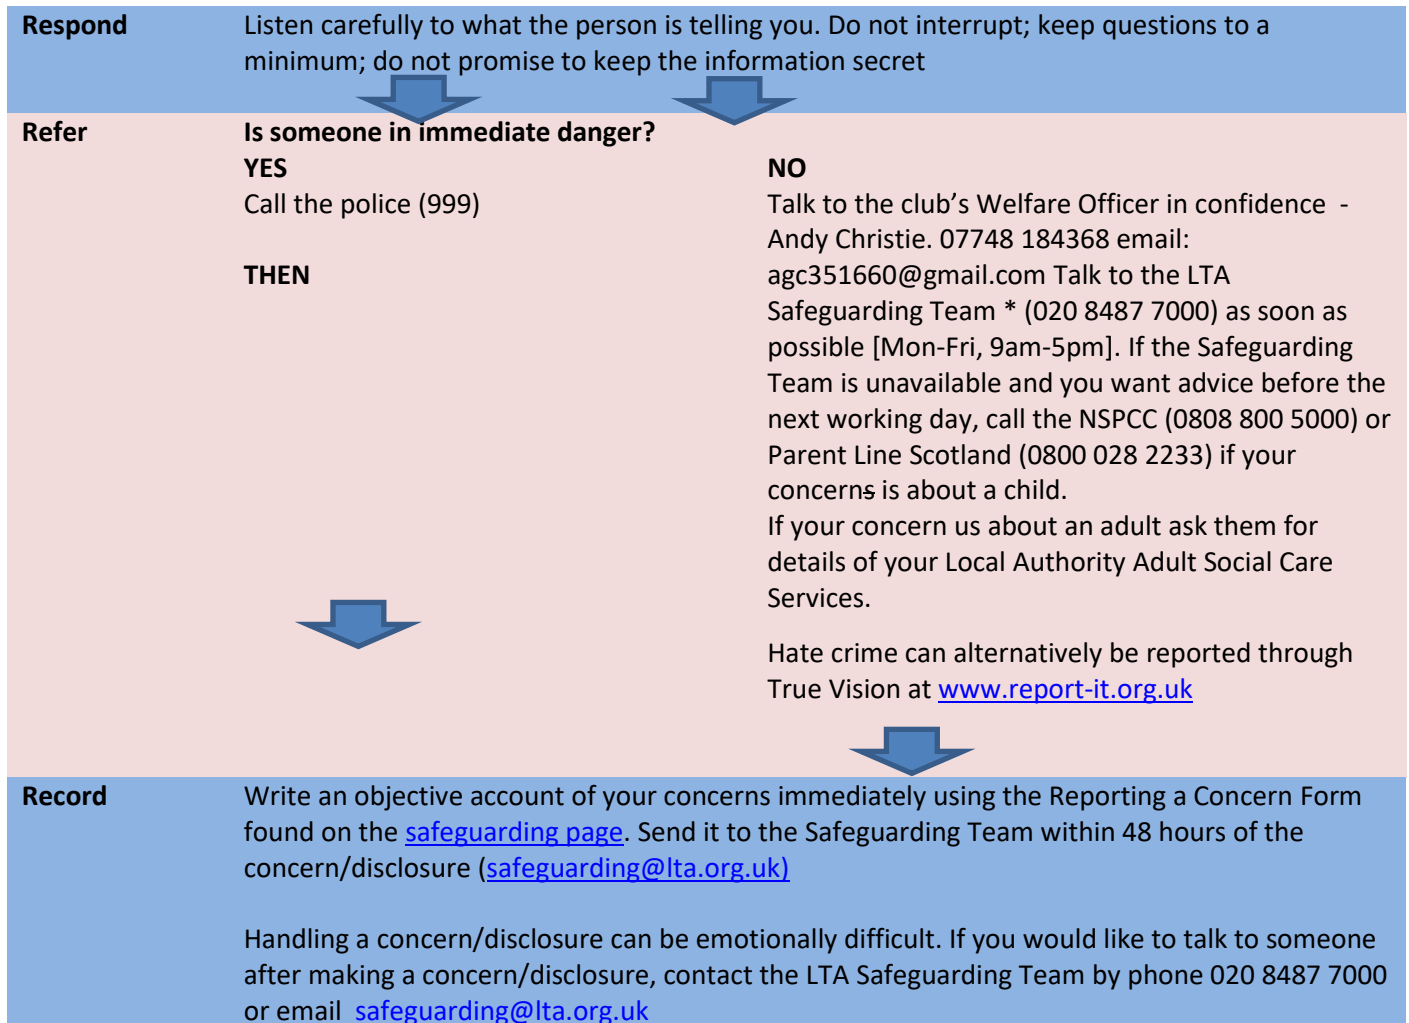 Respond
Listen carefully to what the person is telling you. Do not interrupt; keep questions to a
minimum; do not promise to keep the information secret
Refer
Is someone in immediate danger?
YES
Call the police (999)
THEN
NO
Talk to the club’s Welfare Officer in confidence -
Andy Christie. 07748 184368 email:
agc351660@gmail.com Talk to the LTA
Safeguarding Team * (020 8487 7000) as soon as
possible [Mon-Fri, 9am-5pm]. If the Safeguarding
Team is unavailable and you want advice before the
next working day, call the NSPCC (0808 800 5000) or
Parent Line Scotland (0800 028 2233) if your
concerns is about a child.
If your concern us about an adult ask them for
details of your Local Authority Adult Social Care
Services.
Hate crime can alternatively be reported through
True Vision at www.report-it.org.uk
Record
Write an objective account of your concerns immediately using the Reporting a Concern Form
found on the safeguarding page. Send it to the Safeguarding Team within 48 hours of the
concern/disclosure (safeguarding@lta.org.uk)
Handling a concern/disclosure can be emotionally difficult. If you would like to talk to someone
after making a concern/disclosure, contact the LTA Safeguarding Team by phone 020 8487 7000
or email safeguarding@lta.org.uk